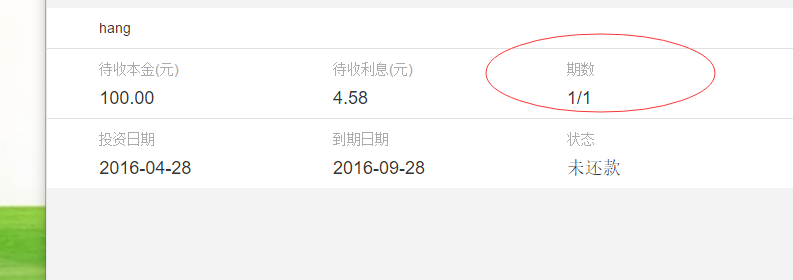 hang
待收本金(元) 待收利息(元) 期数
100.00 4.58 1/1
投资日期 到期日期 状态
2016-04-28 2016-09-28 未还款